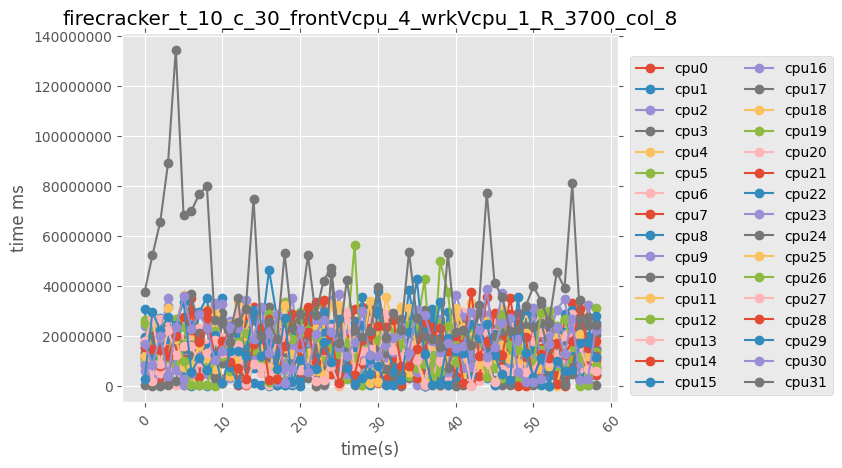 firecracker_t_10_c_30_frontVcpu_4_wrkVcpu_1_R_3700_col_8
140000000
120000000
100000000
80000000
60000000
40000000
20000000
0
time ms
0 10 20 30 40 50 60
time(s)
cpu0 cpu16
cpu1 cpu17
cpu2 cpu18
cpu3 cpu19
cpu4 cpu20
cpu5 cpu21
cpu6 cpu22
cpu7 cpu23
cpu8 cpu24
cpu9 cpu25
cpu10 cpu26
cpu11 cpu27
cpu12 cpu28
cpu13 cpu29
cpu14 cpu30
cpu15 cpu31